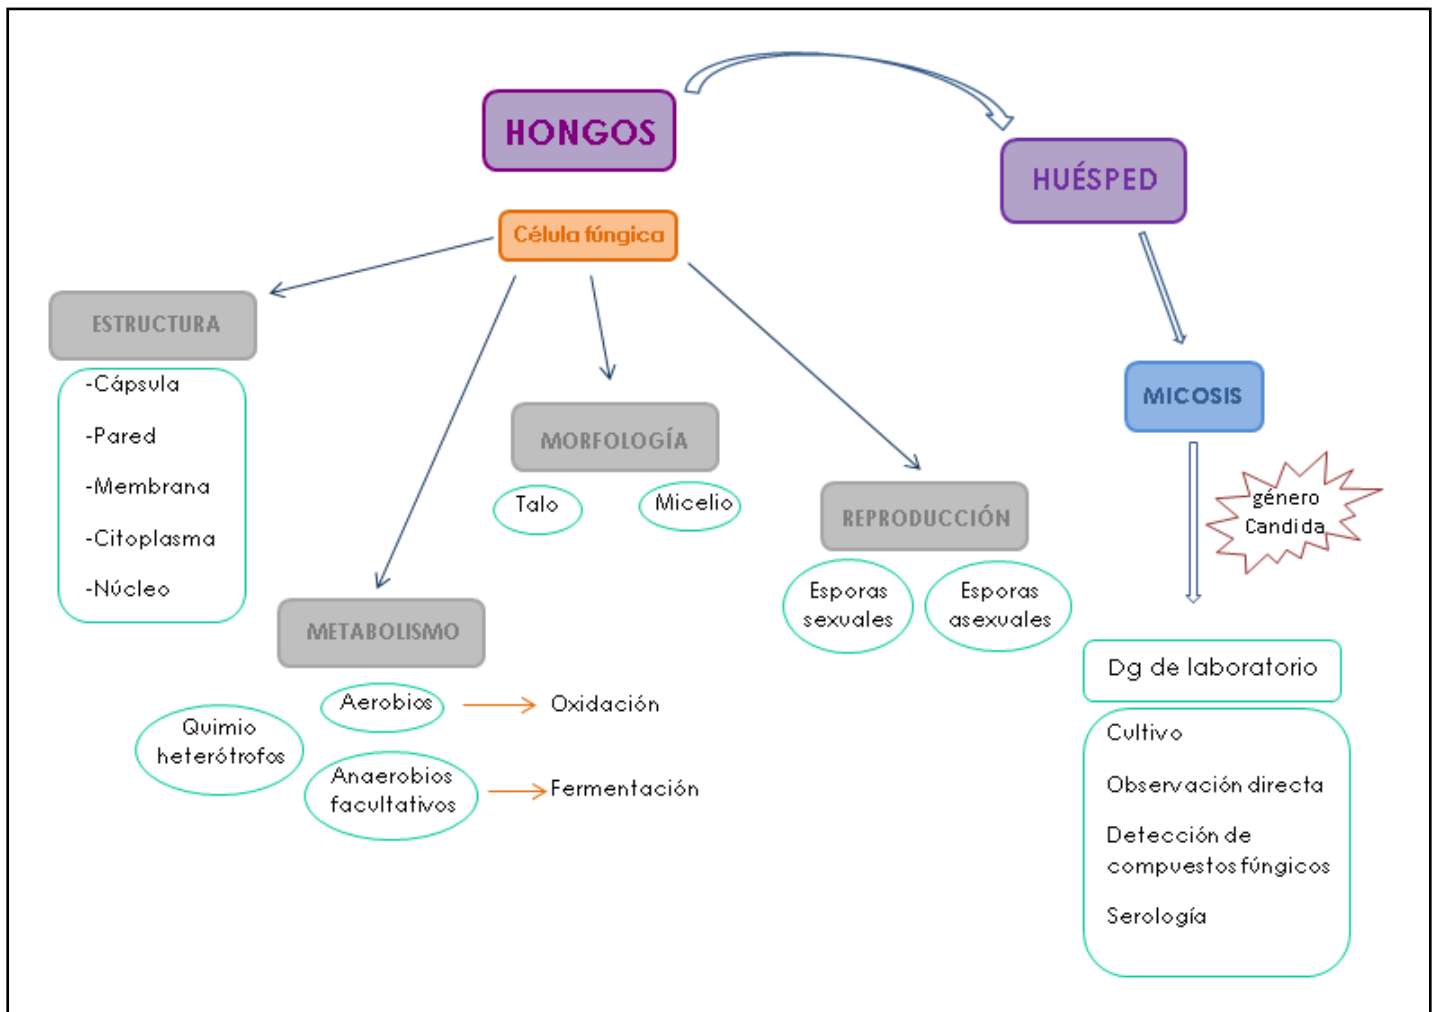 HONGOS
HUÉSPED
Célula fúngica
ESTRUCTURA
-Cápsula
-Pared
-Membrana
-Citoplasma
-Núcleo
MORFOLOGÍA
Talo
Micelio
METABOLISMO
Quimio
heterótrofos
Aerobios
Oxidación
Anaerobios
facultativos
Fermentación
REPRODUCCIÓN
Esporas
sexuales
Esporas
asexuales
MICOSIS
género
Candida
Dg de laboratorio
Cultivo
Observación directa
Detección de
compuestos fúngicos
Serología